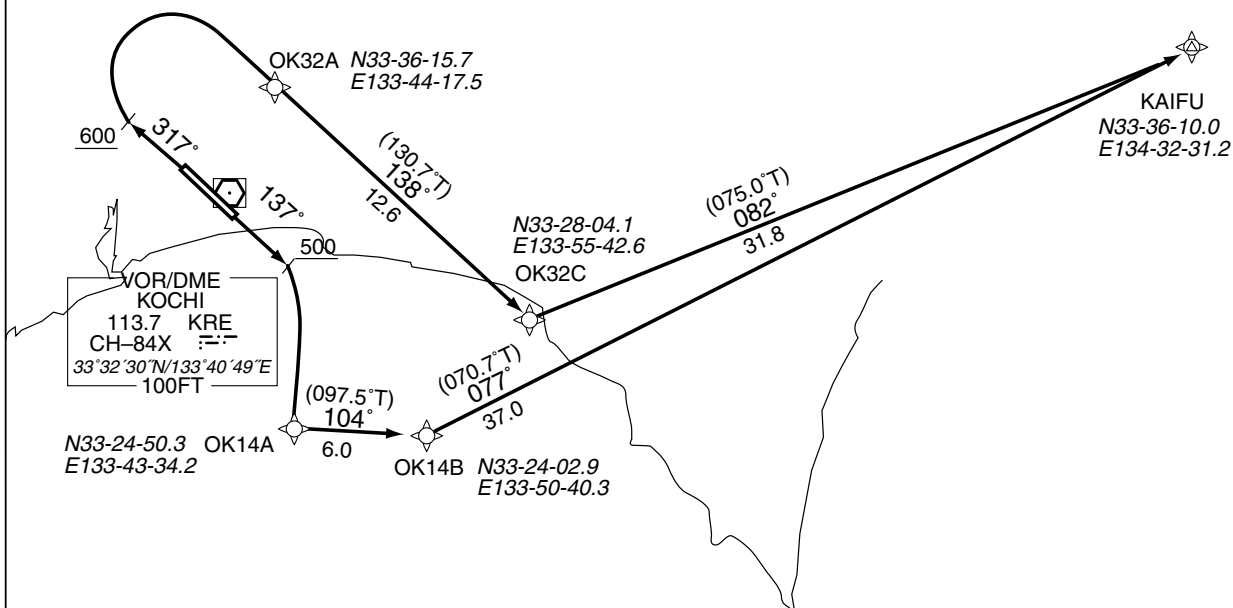 OK32A N33-36-15.7
E133-44-17.5
KAIFU
N33-36-10.0
E134-32-31.2
600
317°
(130.7°T)
138°
12.6
(075.0°T)
082°
31.8
137°
N33-28-04.1
E133-55-42.6
OK32C
500
VOR/DME
KOCHI
113.7 KRE
CH–84X
33°32´30˝N/133°40´49˝E
100FT
(070.7°T)
077°
37.0
(097.5°T)
104°
6.0
N33-24-50.3 OK14A
E133-43-34.2
OK14B N33-24-02.9
E133-50-40.3